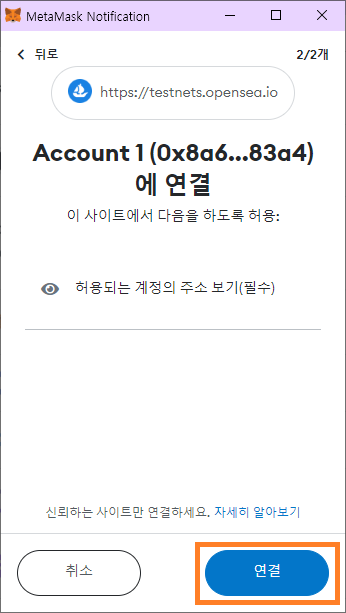 MetaMask Notification
뒤로
2/2개
https://testnets.opensea.io
Account 1 (0x8a6...83a4)
에 연결
이 사이트에서 다음을 하도록 허용:
허용되는 계정의 주소 보기(필수)
신뢰하는 사이트만 연결하세요. 자세히 알아보기
취소
연결